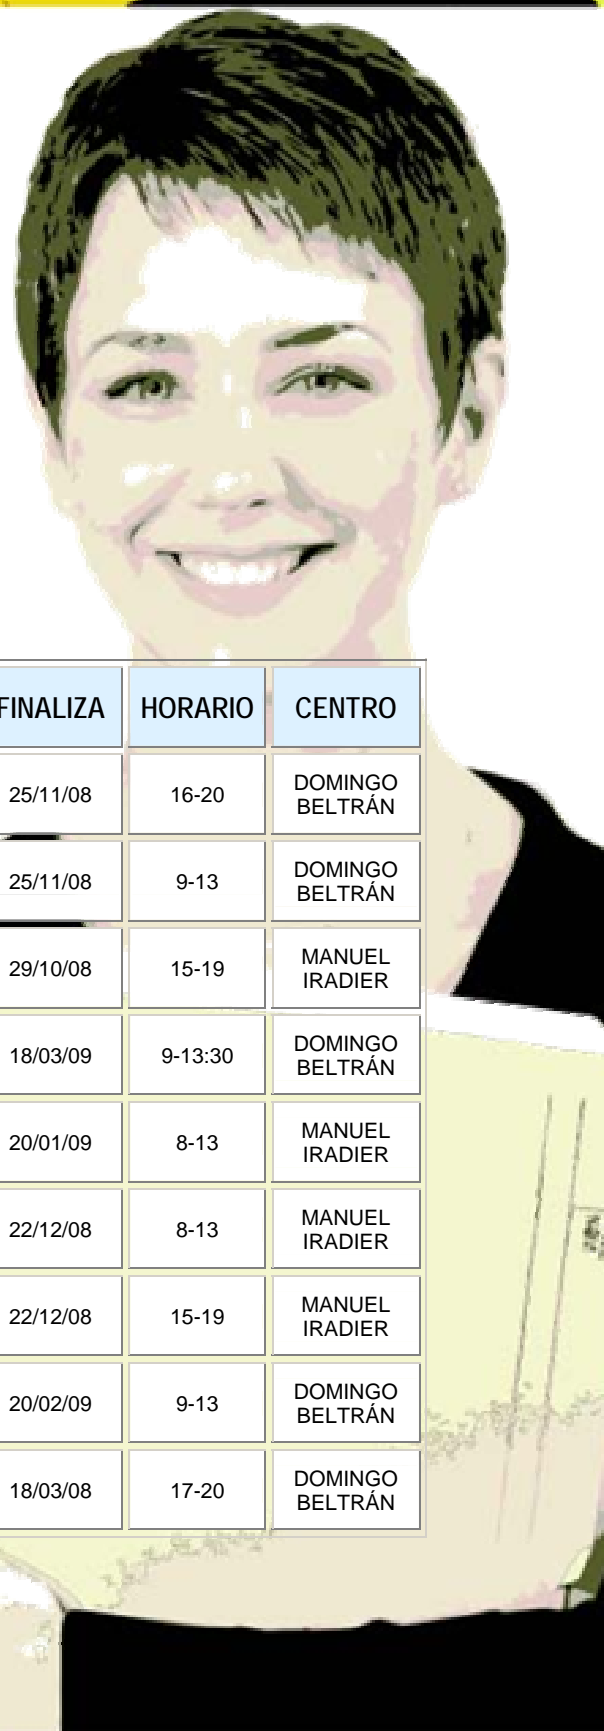 FINALIZA HORARIO CENTRO
25/11/08 16-20 DOMINGO
BELTRÁN
25/11/08 9-13 DOMINGO
BELTRÁN
29/10/08 15-19 MANUEL
IRADIER
18/03/09 9-13:30 DOMINGO
BELTRÁN
20/01/09 8-13 MANUEL
IRADIER
22/12/08 8-13 MANUEL
IRADIER
22/12/08 15-19 MANUEL
IRADIER
20/02/09 9-13 DOMINGO
BELTRÁN
18/03/08 17-20 DOMINGO
BELTRÁN